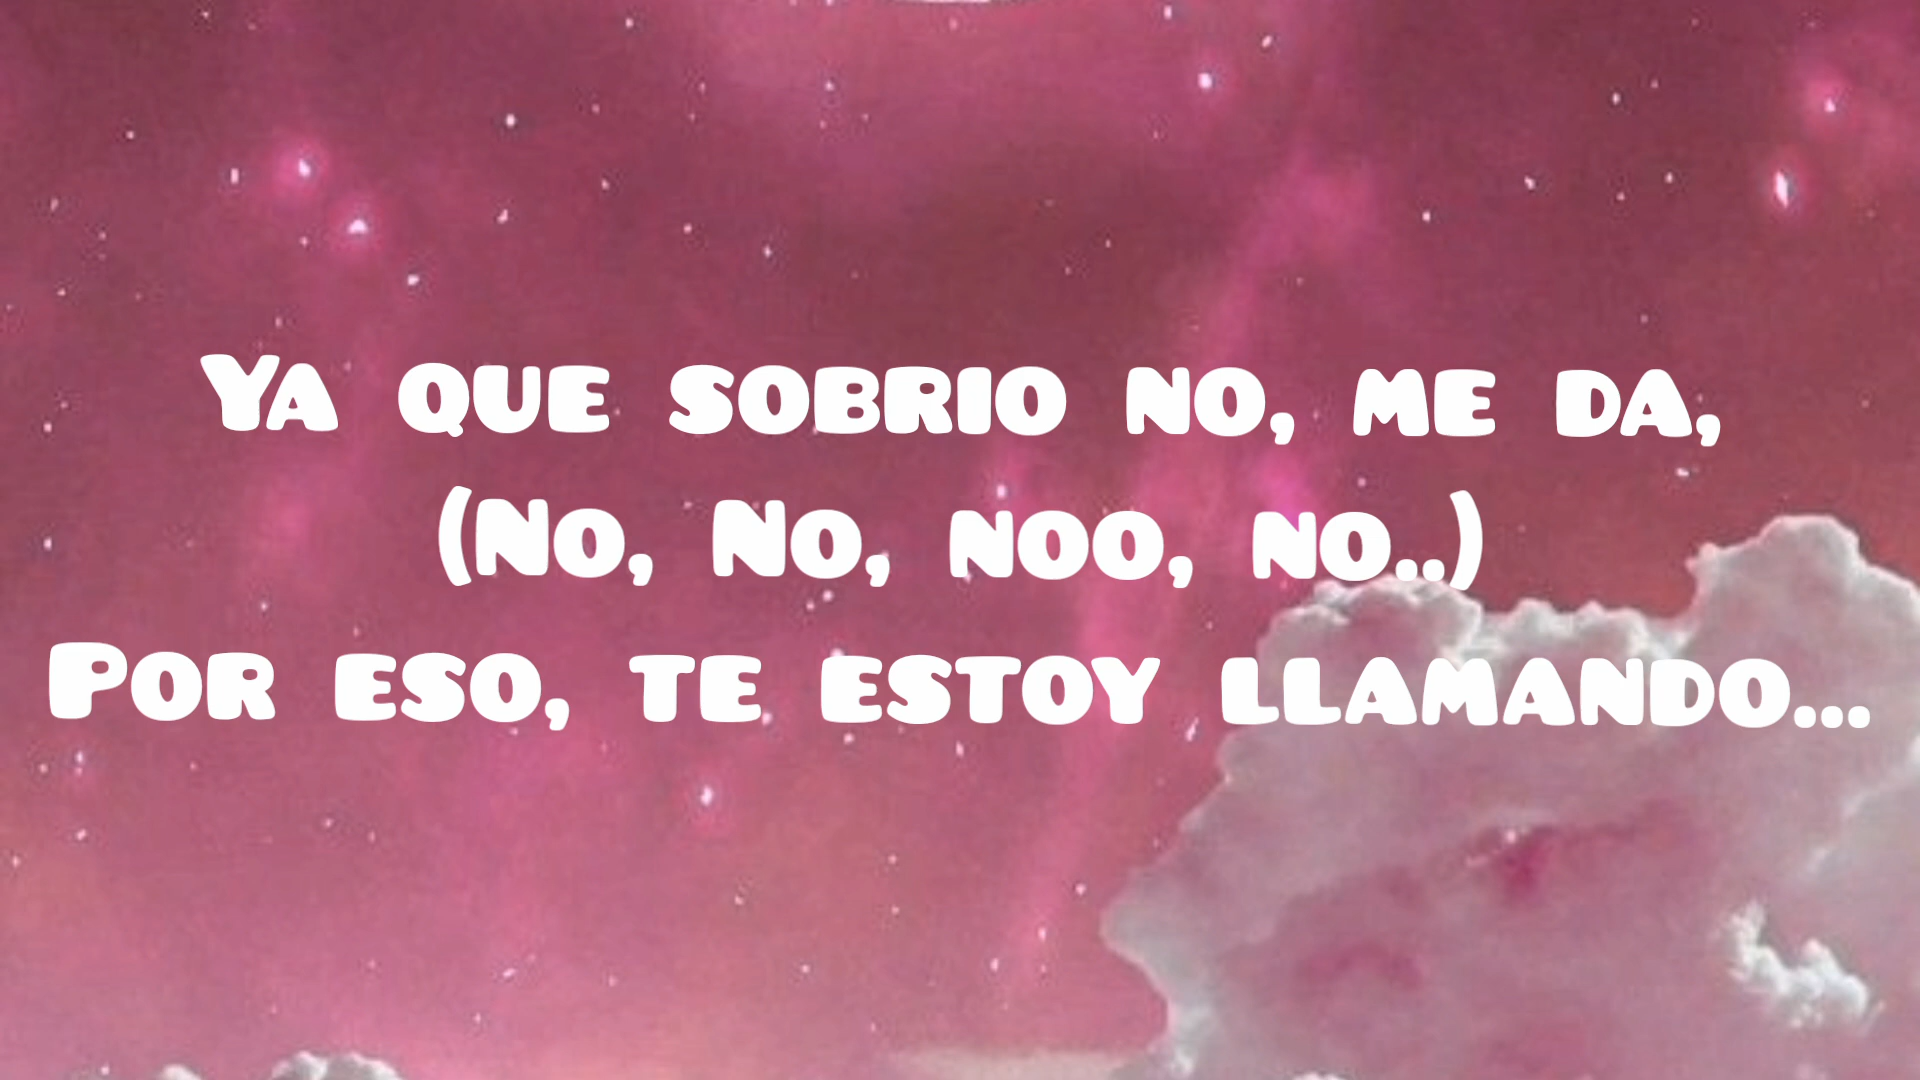 Ya que sobrio no, me da,
(No, No, noo, no..)
Por eso, te estoy llamando...